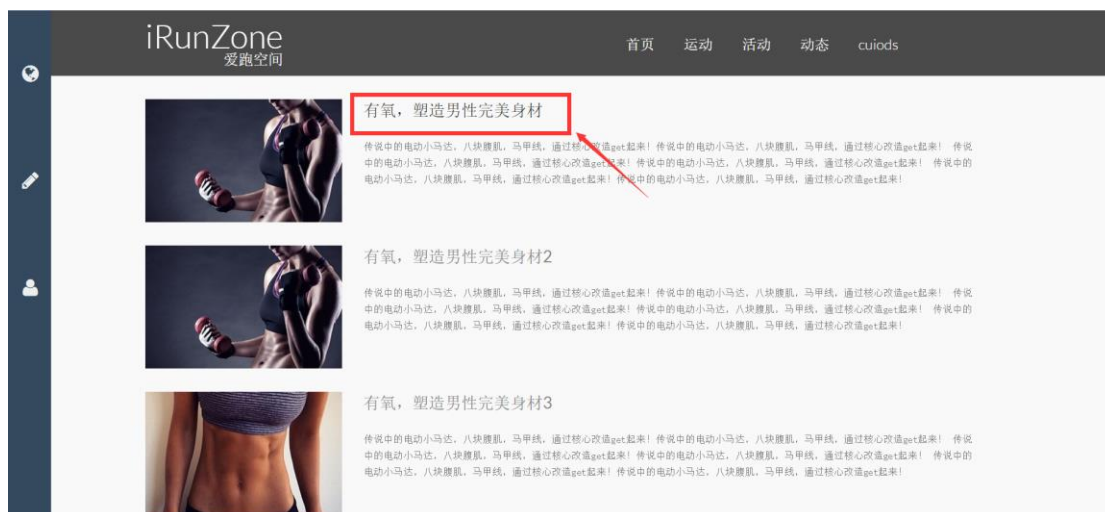 iRunZone
爱跑空间
首页 运动 活动 动态 cuiods
有氧，塑造男性完美身材
传说中的电动小马达，八块腹肌，马甲线，通过核心改造get起来！传说中的电动小马达，八块腹肌，马甲线，通过核心改造get起来！ 传说
中的电动小马达，八块腹肌，马甲线，通过核心改造get起来！传说中的电动小马达，八块腹肌，马甲线，通过核心改造get起来！ 传说中的
电动小马达，八块腹肌，马甲线，通过核心改造get起来！传说中的电动小马达，八块腹肌，马甲线，通过核心改造get起来！
有氧，塑造男性完美身材2
传说中的电动小马达，八块腹肌，马甲线，通过核心改造get起来！传说中的电动小马达，八块腹肌，马甲线，通过核心改造get起来！ 传说
中的电动小马达，八块腹肌，马甲线，通过核心改造get起来！传说中的电动小马达，八块腹肌，马甲线，通过核心改造get起来！ 传说中的
电动小马达，八块腹肌，马甲线，通过核心改造get起来！传说中的电动小马达，八块腹肌，马甲线，通过核心改造get起来！
有氧，塑造男性完美身材3
传说中的电动小马达，八块腹肌，马甲线，通过核心改造get起来！传说中的电动小马达，八块腹肌，马甲线，通过核心改造get起来！ 传说
中的电动小马达，八块腹肌，马甲线，通过核心改造get起来！传说中的电动小马达，八块腹肌，马甲线，通过核心改造get起来！ 传说中的
电动小马达，八块腹肌，马甲线，通过核心改造get起来！传说中的电动小马达，八块腹肌，马甲线，通过核心改造get起来！